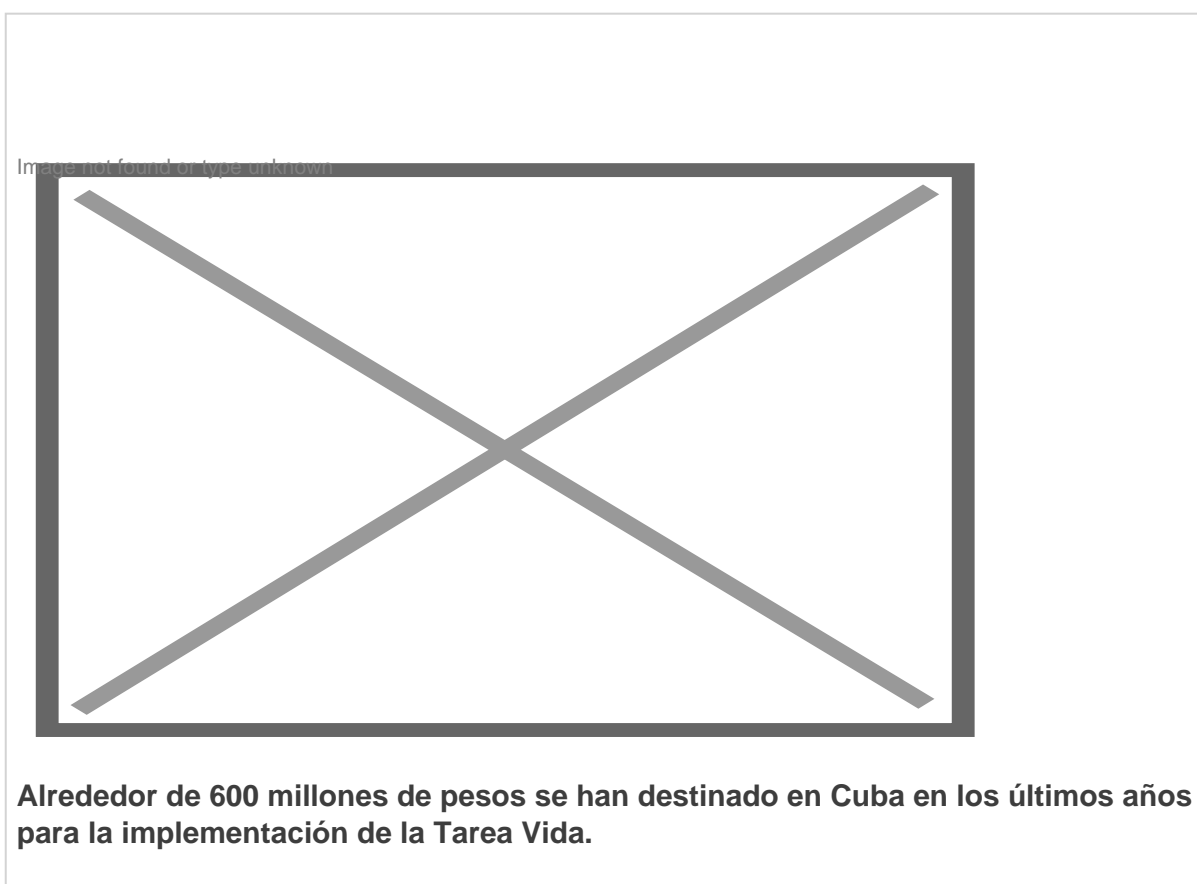 Image not found or type unknown
Alrededor de 600 millones de pesos se han destinado en Cuba en los últimos años
para la implementación de la Tarea Vida.